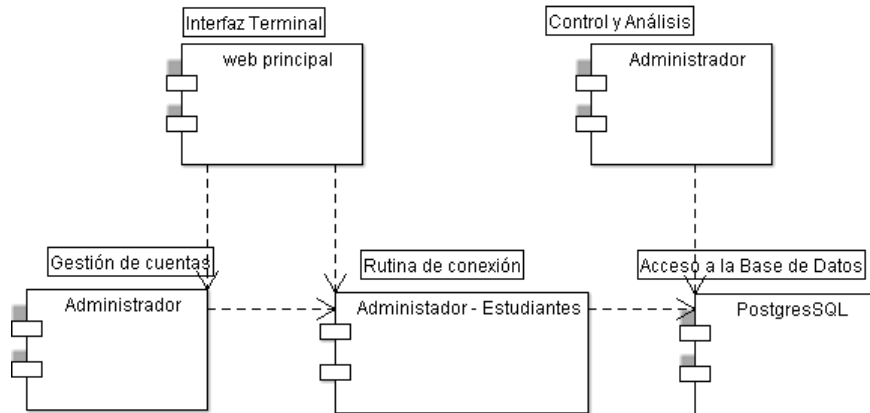 Interfaz Terminal
Control y Análisis
web principal
Administrador
Gestión de cuentas
Rutina de conexión
Acceso a la Base de Datos
Administrador
Administador - Estudiantes
PostgresSQL